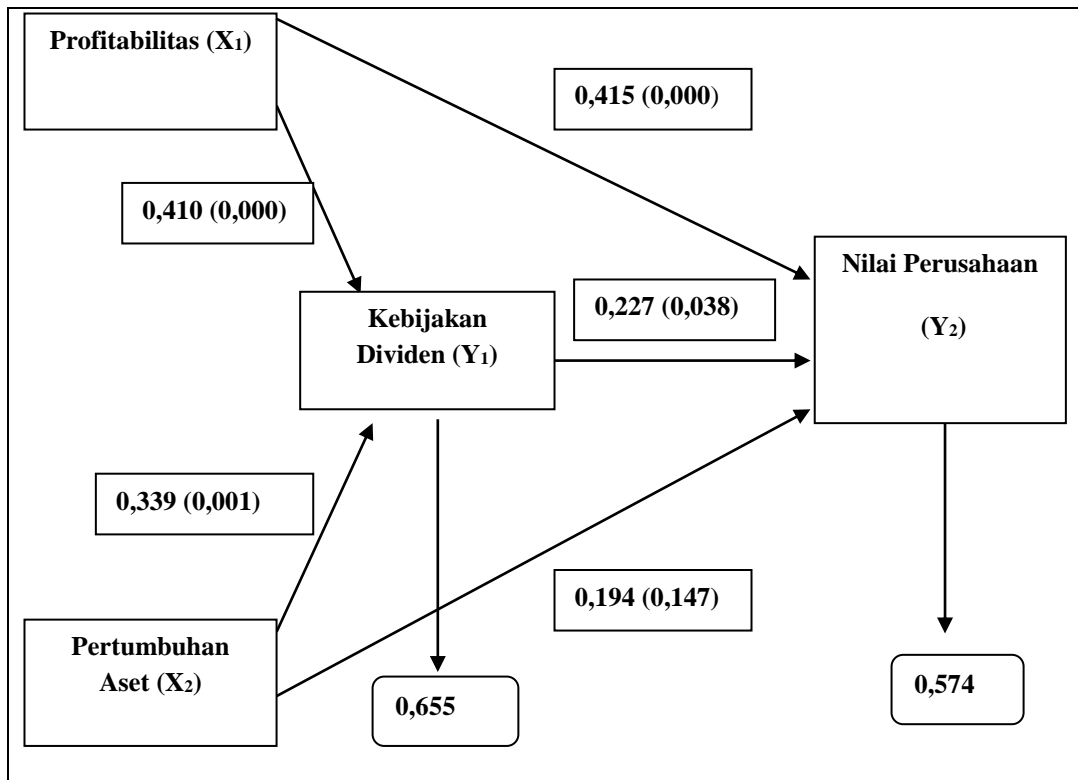 Profitabilitas (X₁)
0,415 (0,000)
0,410 (0,000)
Nilai Perusahaan
(Y₂)
0,227 (0,038)
Kebijakan
Dividen (Y₁)
0,339 (0,001)
0,194 (0,147)
Pertumbuhan
Aset (X₂)
0,655
0,574